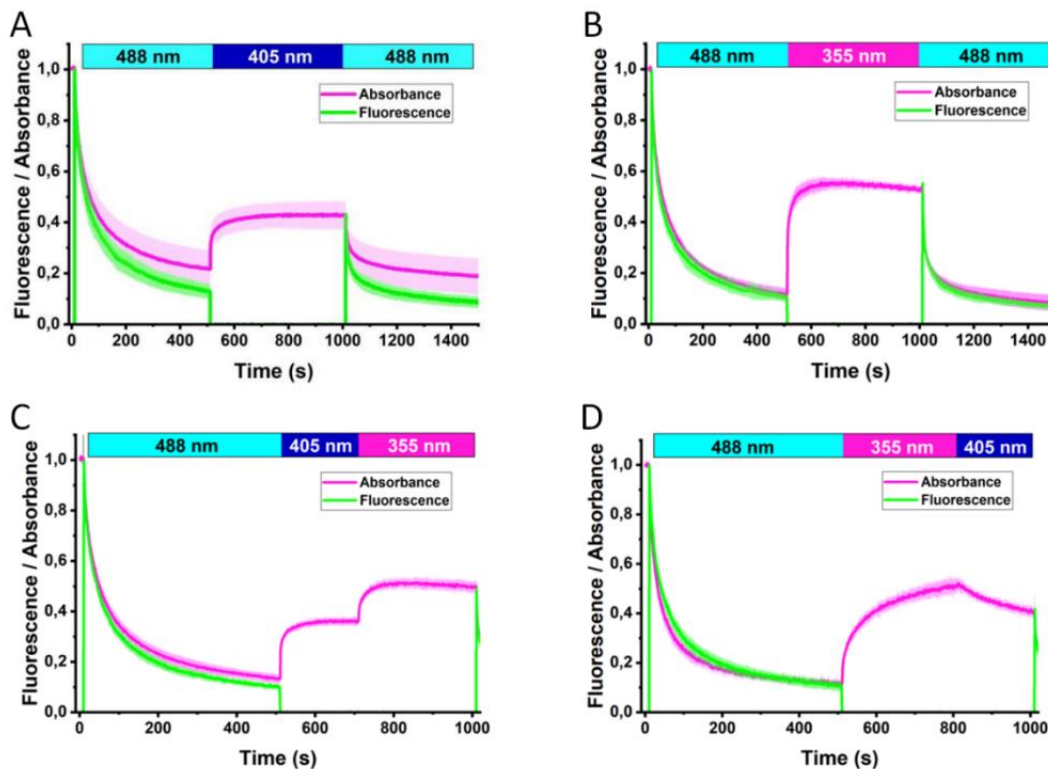 A
488 nm 405 nm 488 nm
Absorbance
Fluorescence
Fluorescence / Absorbance
1,0
0,8
0,6
0,4
0,2
0,0
0 200 400 600 800 1000 1200 1400
Time (s)
B
488 nm 355 nm 488 nm
Absorbance
Fluorescence
Fluorescence / Absorbance
1,0
0,8
0,6
0,4
0,2
0,0
0 200 400 600 800 1000 1200 1400
Time (s)
C
488 nm 405 nm 355 nm
Absorbance
Fluorescence
Fluorescence / Absorbance
1,0
0,8
0,6
0,4
0,2
0,0
0 200 400 600 800 1000
Time (s)
D
488 nm 355 nm 405 nm
Absorbance
Fluorescence
Fluorescence / Absorbance
1,0
0,8
0,6
0,4
0,2
0,0
0 200 400 600 800 1000
Time (s)